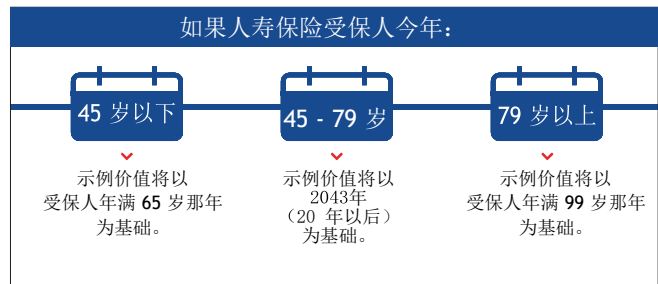 如果人寿保险受保人今年：
45 岁以下
示例价值将以
受保人年满 65 岁那年
为基础。
45 - 79 岁
示例价值将以
2043年
（20 年以后）
为基础。
79 岁以上
示例价值将以
受保人年满 99 岁那年
为基础。